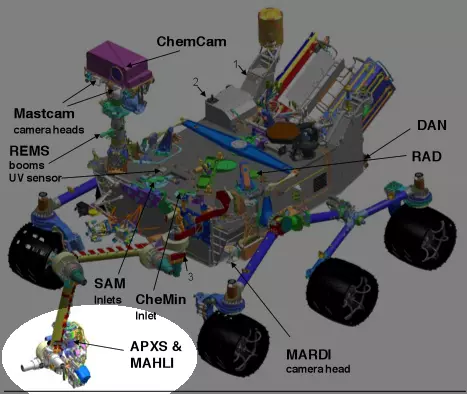 ChemCam
1
2
Mastcam
camera heads
DAN
REMS
booms
UV sensor
RAD
3
SAM
Inlets
CheMin
Inlet
APXS &
MAHLI
MARDI
camera head